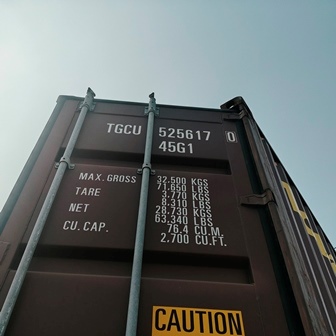 TGCU 525617 0
45G1
MAX. GROSS 32.500 KGS
71.650 LBS
TARE 3.770 KGS
8.310 LBS
NET 28.730 KGS
63.340 LBS
CU. CAP. 76.4 CU.M.
2.700 CU.FT.
CAUTION